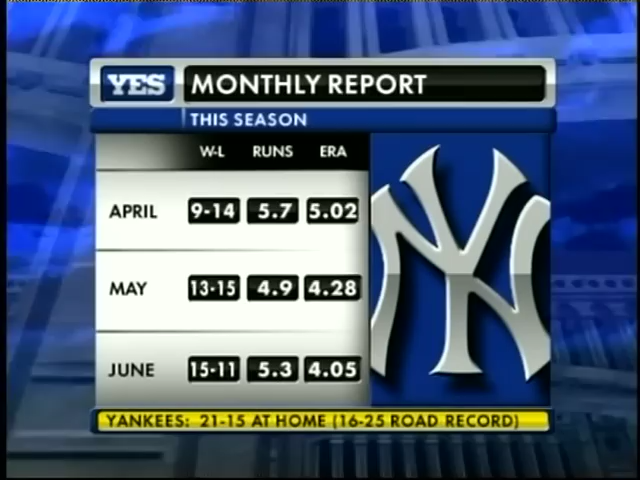 YES MONTHLY REPORT
THIS SEASON
W-L RUNS ERA
APRIL 9-14 5.7 5.02
MAY 13-15 4.9 4.28
JUNE 15-11 5.3 4.05
YANKEES: 21-15 AT HOME (16-25 ROAD RECORD)